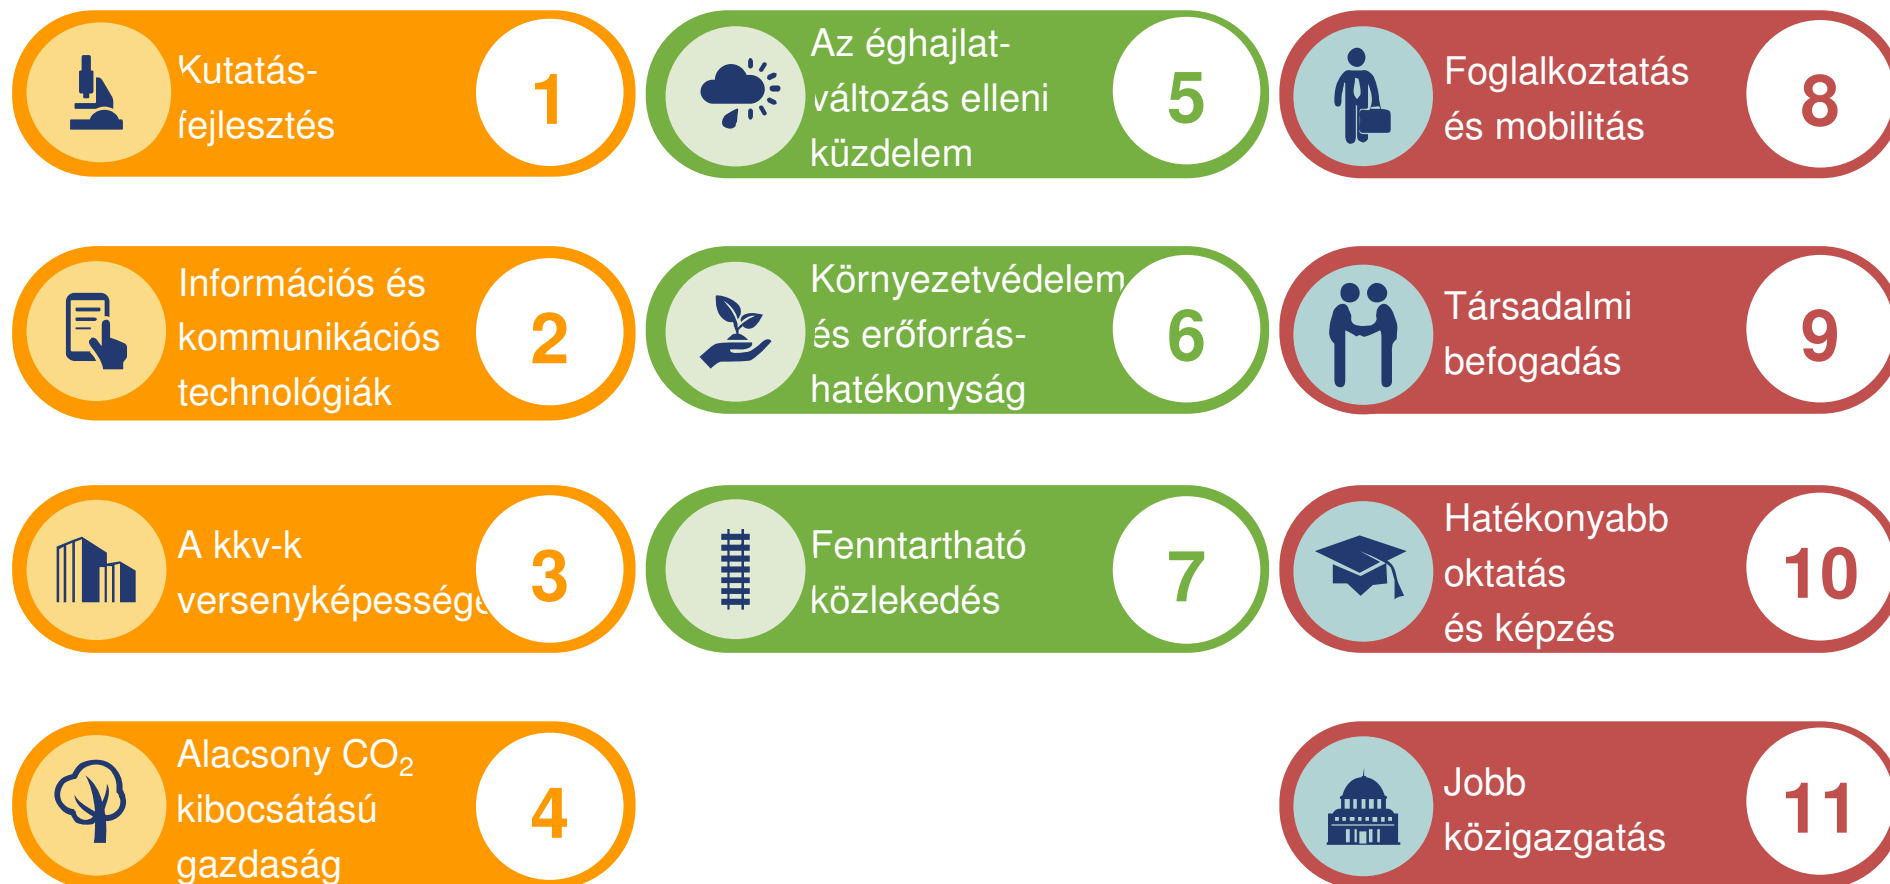 Kutatás-
fejlesztés
1
Információs és
kommunikációs
technológiák
2
A kkv-k
versenyképessége
3
Alacsony CO₂
kibocsátású
gazdaság
4
Az éghajlat-
változás elleni
küzdelem
5
Környezetvédelem
és erőforrás-
hatékonyság
6
Fenntartható
közlekedés
7
Foglalkoztatás
és mobilitás
8
Társadalmi
befogadás
9
Hatékonyabb
oktatás
és képzés
10
Jobb
közigazgatás
11